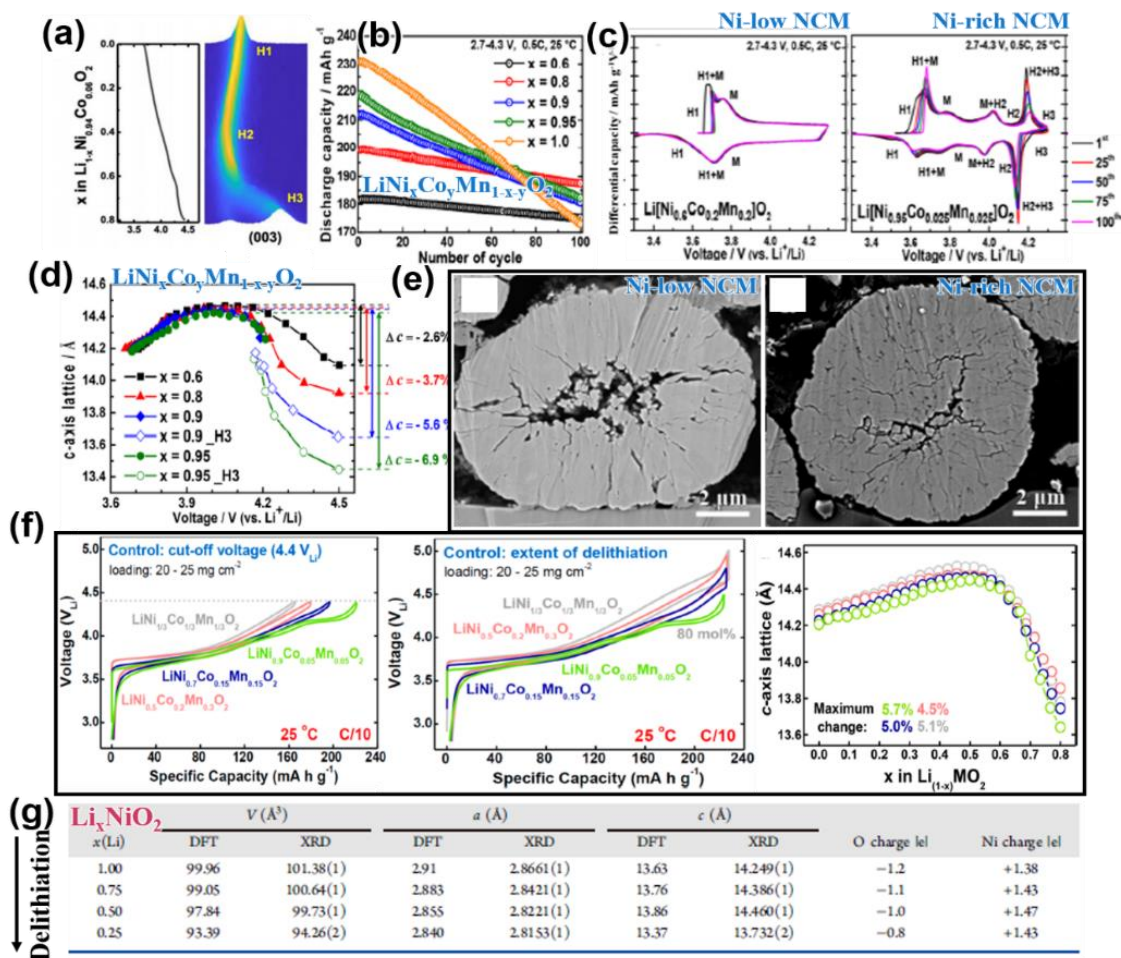 (a)
x in Li1-xNi0.94Co0.06O2
0.0
0.2
0.4
0.6
0.8
4.5 4.0 3.5
H1
H2
H3
(003)
(b)
Discharge capacity / mAh g-1
240
230
220
210
200
190
180
170
2.7-4.3 V, 0.5C, 25 °C
x = 0.6
x = 0.8
x = 0.9
x = 0.95
x = 1.0
LiNixCoyMn1-x-yO2
0 20 40 60 80 100
Number of cycle
(c)
Ni-low NCM Ni-rich NCM
Differential capacity / mAh g-1V-1
2.7-4.3 V, 0.5C, 25 °C
H1+M
M
H1
H1
M
H1+M
Li[Ni0.6Co0.2Mn0.2]O2
3.3 3.6 3.9 4.2
Voltage / V (vs. Li+/Li)
2.7-4.3 V, 0.5C, 25 °C
H1+M
H2+H3
H1
M
M+H2
H2
H3
H1
H1+M
M
M+H2
H2
H3
H2+H3
Li[Ni0.95Co0.025Mn0.025]O2
3.3 3.6 3.9 4.2
Voltage / V (vs. Li+/Li)
1st
25th
50th
75th
100th
(d)
LiNixCoyMn1-x-yO2
c-axis lattice / Å
14.6
14.4
14.2
14.0
13.8
13.6
13.4
x = 0.6
x = 0.8
x = 0.9
x = 0.9_H3
x = 0.95
x = 0.95_H3
Δ c = - 2.6%
Δ c = - 3.7%
Δ c = - 5.6 %
Δ c = - 6.9 %
3.6 3.9 4.2 4.5
Voltage / V (vs. Li+/Li)
(e)
Ni-low NCM
2 μm
Ni-rich NCM
2 μm
(f)
Voltage (VLi)
5.0
4.5
4.0
3.5
3.0
Control: cut-off voltage (4.4 VLi)
loading: 20 - 25 mg cm-2
LiNi1/3Co1/3Mn1/3O2
LiNi0.9Co0.05Mn0.05O2
LiNi0.7Co0.15Mn0.15O2
LiNi0.5Co0.2Mn0.3O2
25 °C C/10
0 40 80 120 160 200 240
Specific Capacity (mA h g-1)
Voltage (VLi)
5.0
4.5
4.0
3.5
3.0
Control: extent of delithiation
loading: 20 - 25 mg cm-2
LiNi1/3Co1/3Mn1/3O2
LiNi0.5Co0.2Mn0.3O2
80 mol%
LiNi0.9Co0.05Mn0.05O2
LiNi0.7Co0.15Mn0.15O2
25 °C C/10
0 40 80 120 160 200 240
Specific Capacity (mA h g-1)
c-axis lattice (Å)
14.6
14.4
14.2
14.0
13.8
13.6
Maximum 5.7% 4.5%
change: 5.0% 5.1%
0.0 0.1 0.2 0.3 0.4 0.5 0.6 0.7 0.8
x in Li(1-x)MO2
(g)
Delithiation
LixNiO2 V (Å3) a (Å) c (Å)
x(Li) DFT XRD DFT XRD DFT XRD O charge lel Ni charge lel
1.00 99.96 101.38(1) 2.91 2.8661(1) 13.63 14.249(1) −1.2 +1.38
0.75 99.05 100.64(1) 2.883 2.8421(1) 13.76 14.386(1) −1.1 +1.43
0.50 97.84 99.73(1) 2.855 2.8221(1) 13.86 14.460(1) −1.0 +1.47
0.25 93.39 94.26(2) 2.840 2.8153(1) 13.37 13.732(2) −0.8 +1.43